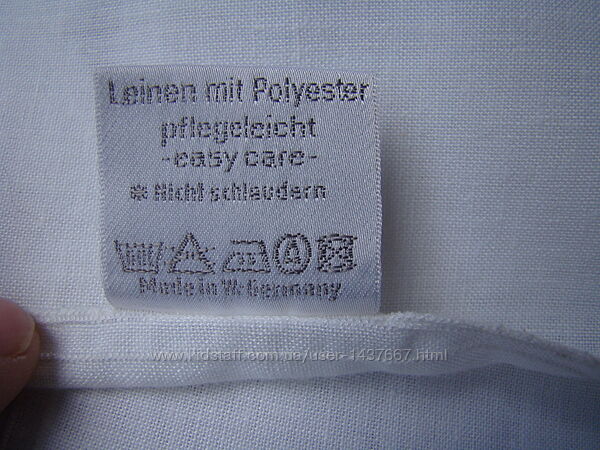 Leinen mit Polyester
pflegeleicht
-easy care-
* Nicht schleudern
A
Made in W. Germany
www.kidstaff.com.ua/user-1437667.html